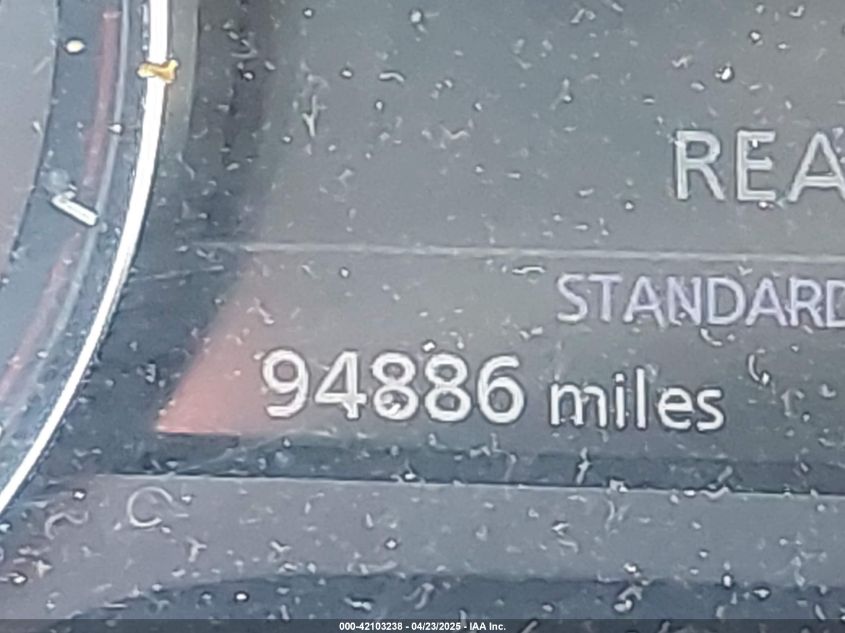 REA
STANDARD
94886 miles
000-42103238 - 04/23/2025 - IAA Inc.